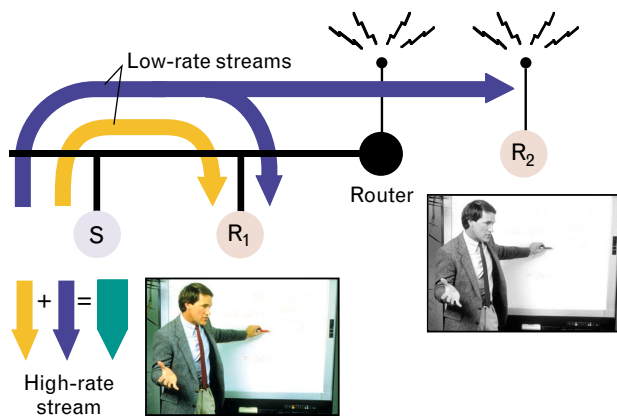 Low-rate streams
R2
Router
S
R1
+ =
High-rate
stream